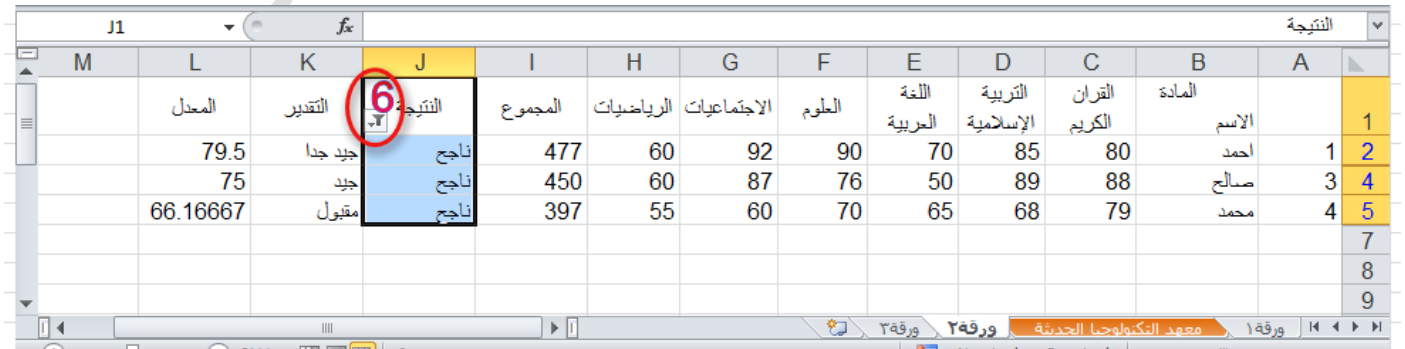 J1 fx النتيجة
A B C D E F G H I J K L M
1 المادة القران التربية اللغة
الاسم الكريم الإسلامية العربية العلوم الاجتماعيات الرياضيات المجموع النتيجة 6 التقدير المعدل
2 1 احمد 80 85 70 90 92 60 477 ناجح جيد جدا 79.5
4 3 صالح 88 89 50 76 87 60 450 ناجح جيد 75
5 4 محمد 79 68 65 70 60 55 397 ناجح مقبول 66.16667
7
8
9
ورقة١ معهد التكنولوجيا الحديثة ورقة٢ ورقة٣